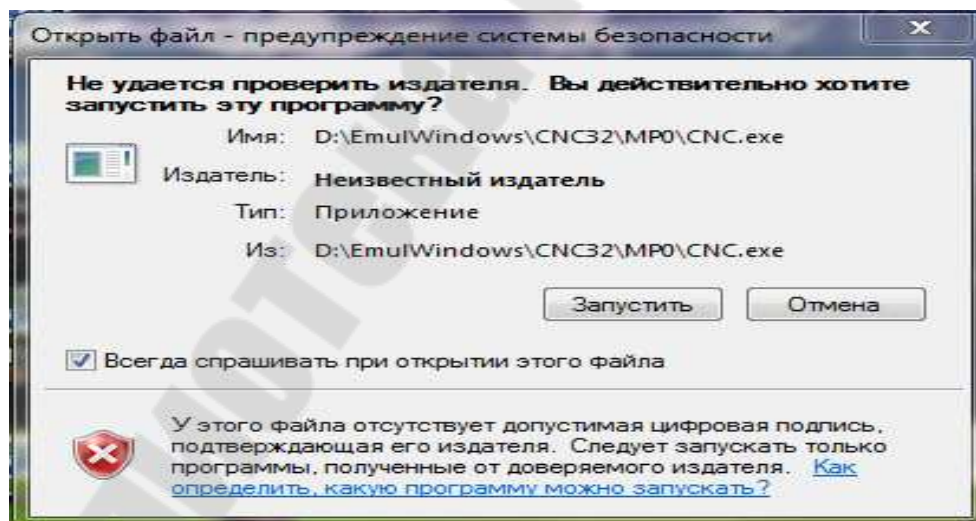 Открыть файл - предупреждение системы безопасности
Не удается проверить издателя. Вы действительно хотите
запустить эту программу?
Имя: D:\EmulWindows\CNC32\MP0\CNC.exe
Издатель: Неизвестный издатель
Тип: Приложение
Из: D:\EmulWindows\CNC32\MP0\CNC.exe
Запустить Отмена
Всегда спрашивать при открытии этого файла
У этого файла отсутствует допустимая цифровая подпись,
подтверждающая его издателя. Следует запускать только
программы, полученные от доверяемого издателя. Как
определить, какую программу можно запускать?